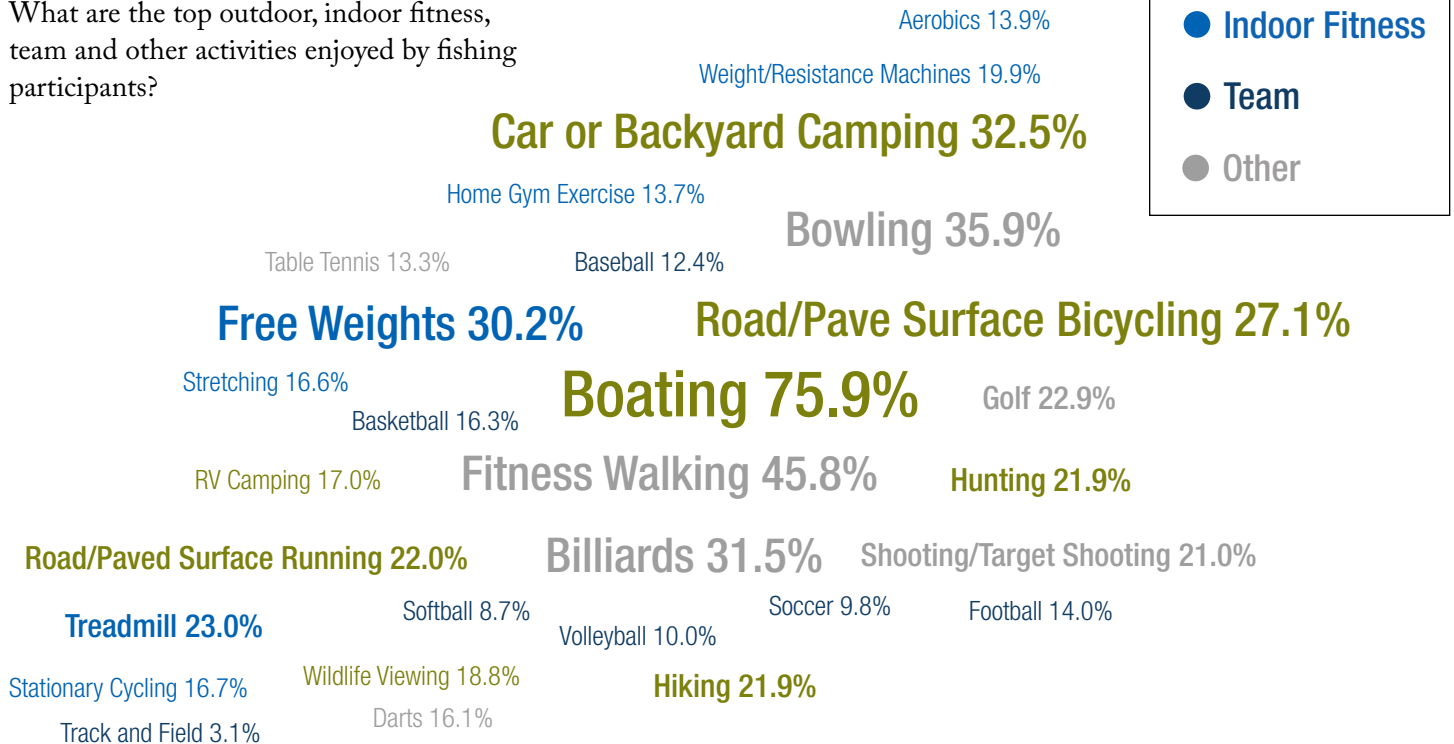 What are the top outdoor, indoor fitness,
team and other activities enjoyed by fishing
participants?
Aerobics 13.9%
Weight/Resistance Machines 19.9%
Car or Backyard Camping 32.5%
Home Gym Exercise 13.7%
Bowling 35.9%
Table Tennis 13.3%
Baseball 12.4%
Free Weights 30.2%
Road/Pave Surface Bicycling 27.1%
Stretching 16.6%
Boating 75.9%
Golf 22.9%
Basketball 16.3%
RV Camping 17.0%
Fitness Walking 45.8%
Hunting 21.9%
Road/Paved Surface Running 22.0%
Billiards 31.5%
Shooting/Target Shooting 21.0%
Treadmill 23.0%
Softball 8.7%
Volleyball 10.0%
Soccer 9.8%
Football 14.0%
Stationary Cycling 16.7%
Wildlife Viewing 18.8%
Hiking 21.9%
Darts 16.1%
Track and Field 3.1%
Indoor Fitness
Team
Other